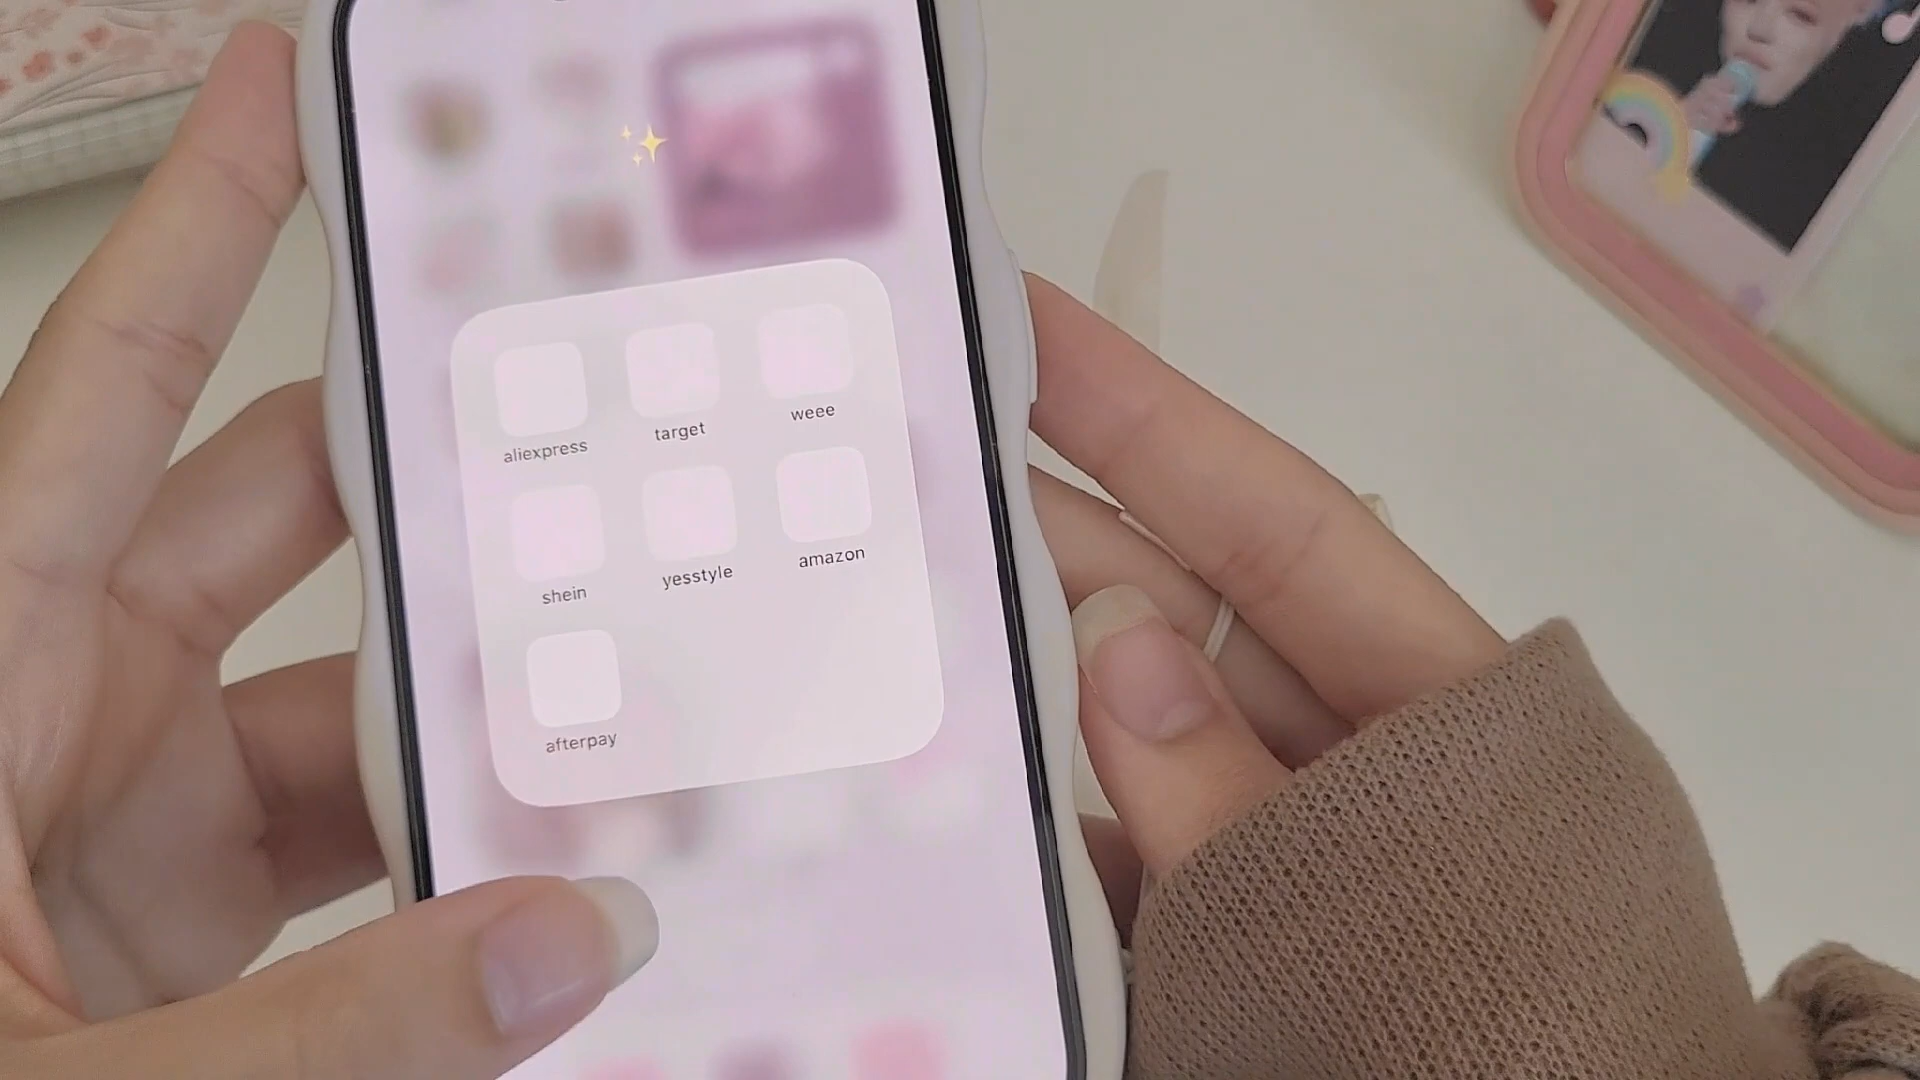 aliexpress
target
weee
shein
yesstyle
amazon
afterpay